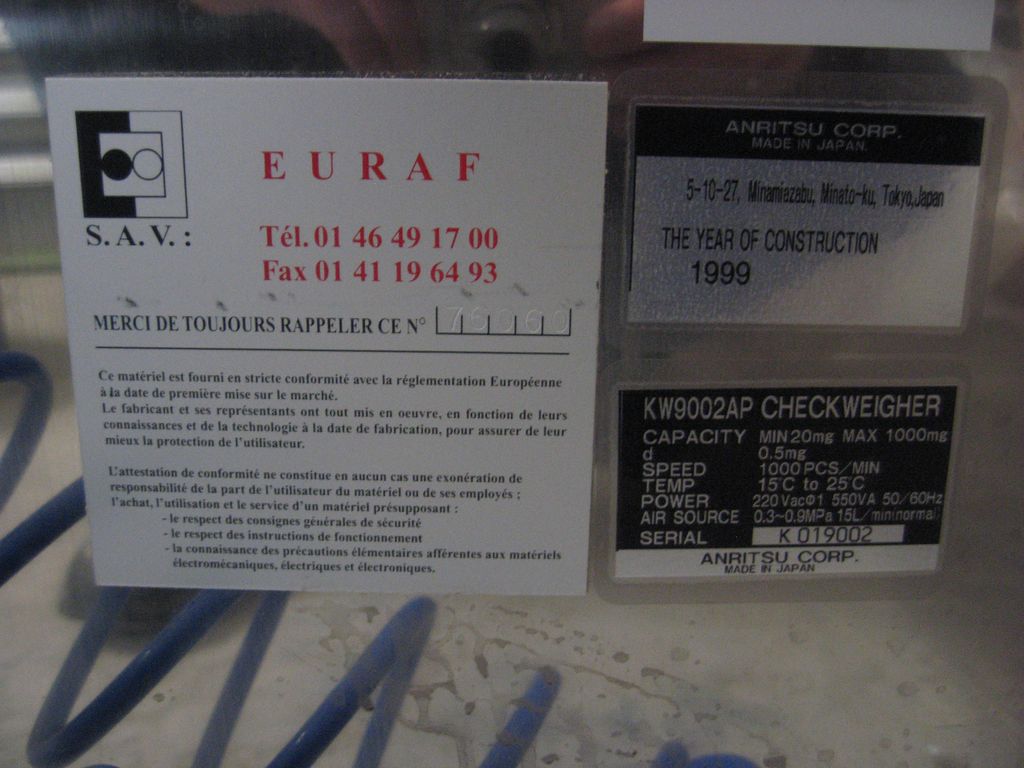 EURAF
S.A.V. :
Tél. 01 46 49 17 00
Fax 01 41 19 64 93
MERCI DE TOUJOURS RAPPELER CE N°
Ce matériel est fourni en stricte conformité avec la réglementation Européenne
à la date de première mise sur le marché.
Le fabricant et ses représentants ont tout mis en oeuvre, en fonction de leurs
connaissances et de la technologie à la date de fabrication, pour assurer de leur
mieux la protection de l'utilisateur.
L'attestation de conformité ne constitue en aucun cas une exonération de
responsabilité de la part de l'utilisateur du matériel ou de ses employés ;
l'achat, l'utilisation et le service d'un matériel présupposant :
- le respect des consignes générales de sécurité
- le respect des instructions de fonctionnement
- la connaissance des précautions élémentaires afférentes aux matériels
électromécaniques, électriques et électroniques.
ANRITSU CORP.
MADE IN JAPAN.
5-10-27, Minamiazabu, Minato-ku, Tokyo,Japan
THE YEAR OF CONSTRUCTION
1999
KW9002AP CHECKWEIGHER
CAPACITY MIN 20mg MAX 1000mg
d 0.5mg
SPEED 1000 PCS/MIN
TEMP 15°C to 25°C
POWER 220VacΦ1 550VA 50/60Hz
AIR SOURCE 0.3~0.9MPa 15L/min(normal)
SERIAL K 019002
ANRITSU CORP.
MADE IN JAPAN